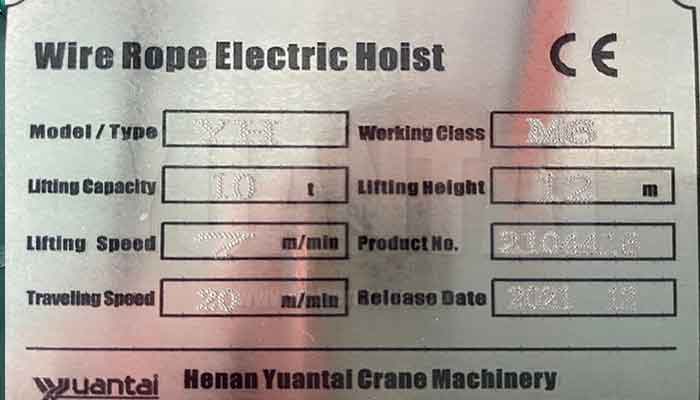 Wire Rope Electric Hoist CE
Model / Type YH Working Class M6
Lifting Capacity 10 t Lifting Height 12 m
Lifting Speed 7 m/min Product No.
Traveling Speed 20 m/min Release Date 2021 12
Yuantai Henan Yuantai Crane Machinery